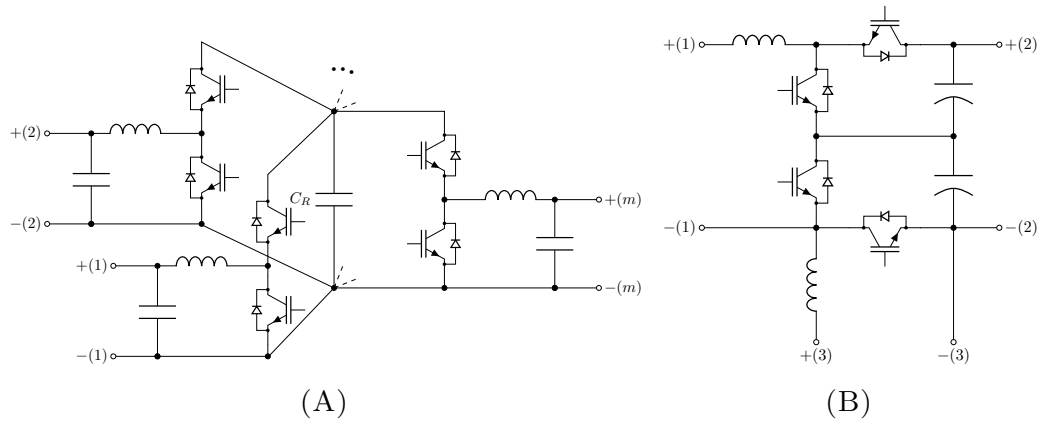 +(2)
−(2)
+(1)
−(1)
C_R
+(m)
−(m)
(A)
+(1)
+(2)
−(1)
−(2)
+(3)
−(3)
(B)